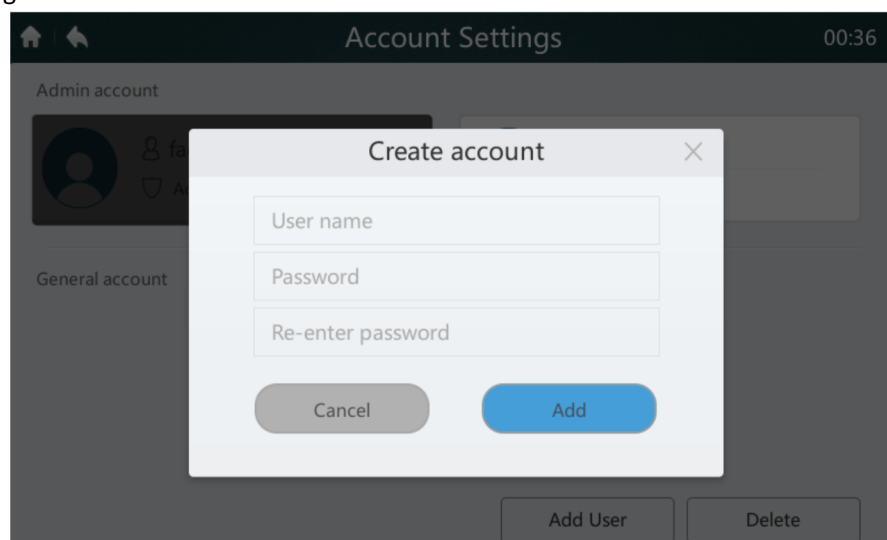 Account Settings 00:36
Admin account
fa
Create account
User name
General account
Password
Re-enter password
Cancel Add
Add User Delete